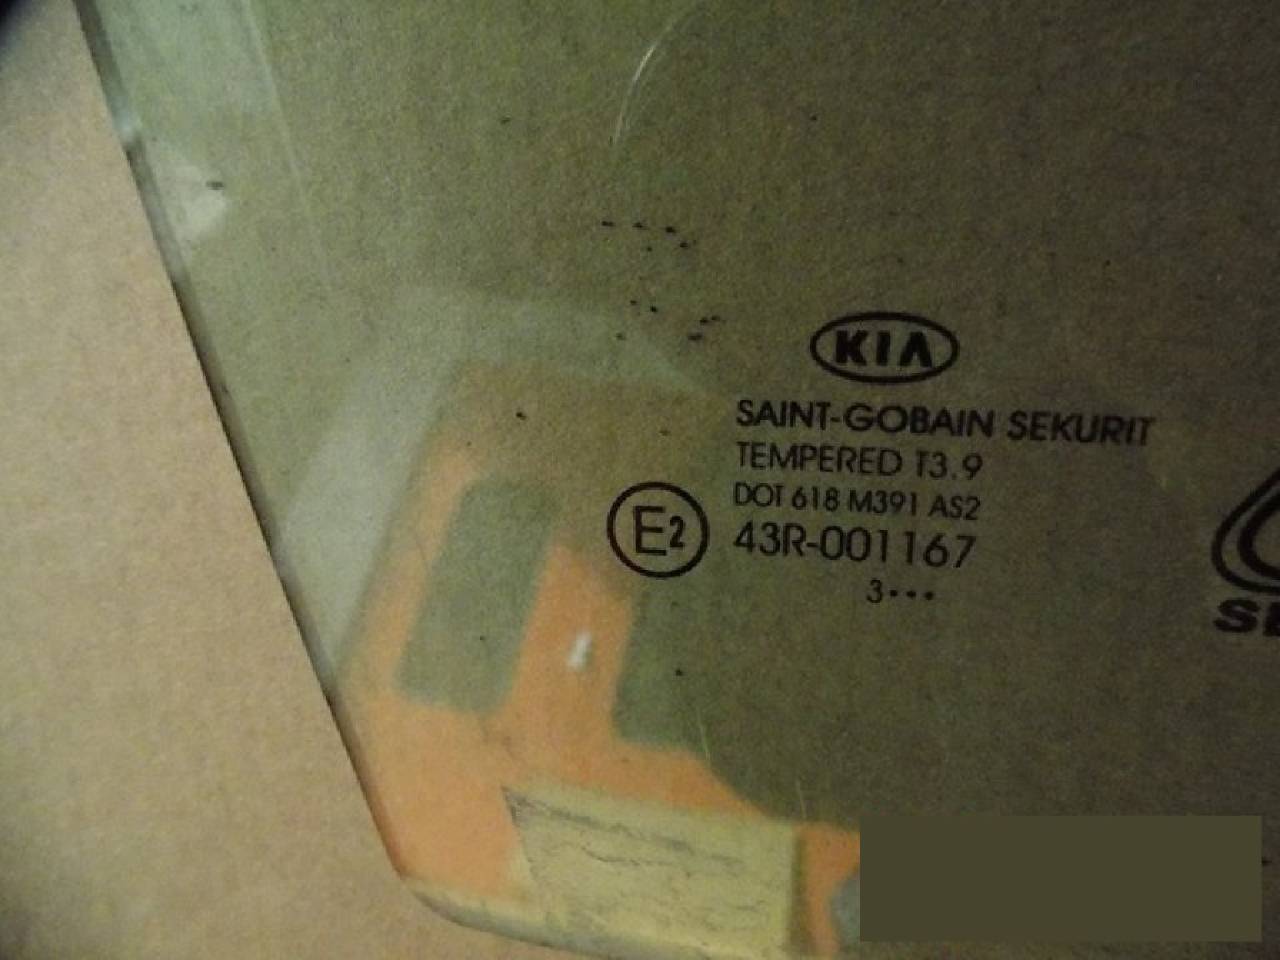 KIA
SAINT-GOBAIN SEKURIT
TEMPERED T3.9
DOT 618 M391 AS2
E2
43R-001167
3•••